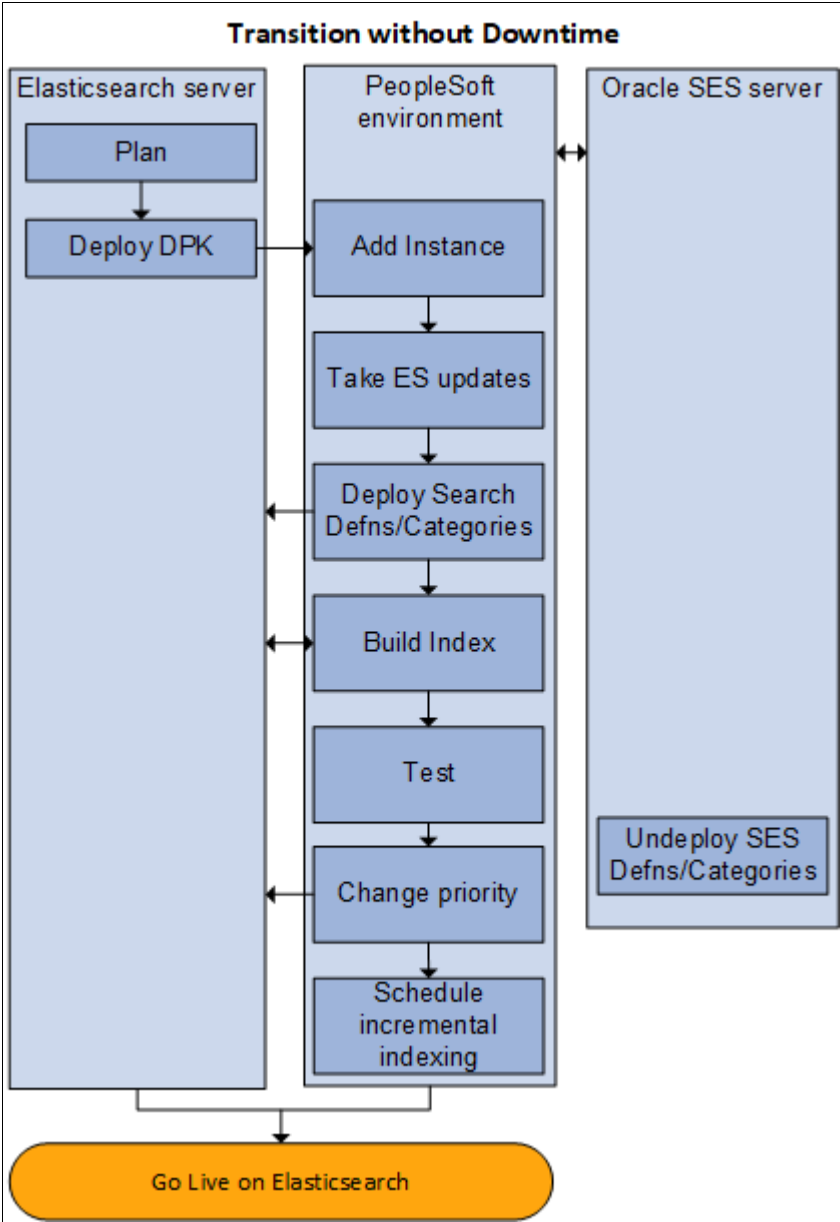 Transition without Downtime
Elasticsearch server
Plan
Deploy DPK
PeopleSoft
environment
Add Instance
Take ES updates
Deploy Search
Defns/Categories
Build Index
Test
Change priority
Schedule
incremental
indexing
Oracle SES server
Undeploy SES
Defns/Categories
Go Live on Elasticsearch